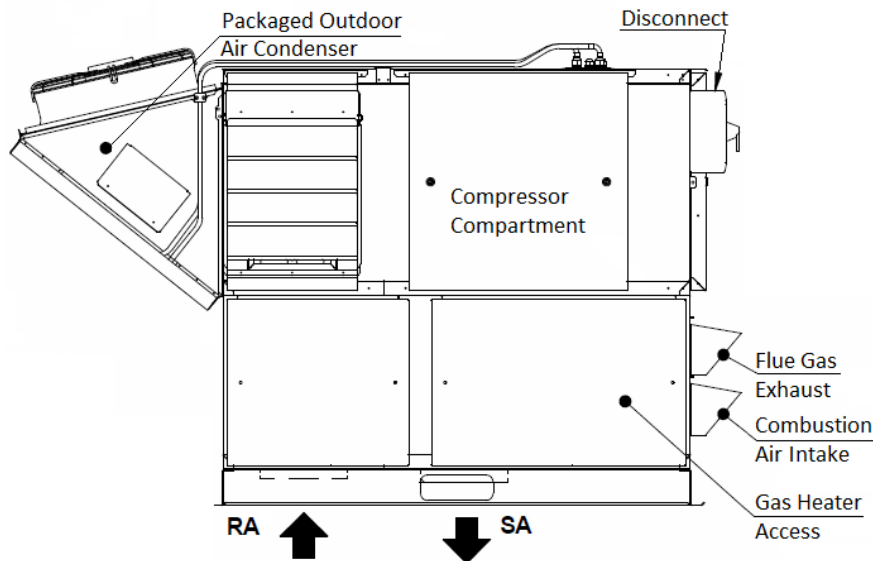 Packaged Outdoor
Air Condenser
Disconnect
Compressor
Compartment
Flue Gas
Exhaust
Combustion
Air Intake
Gas Heater
Access
RA
SA